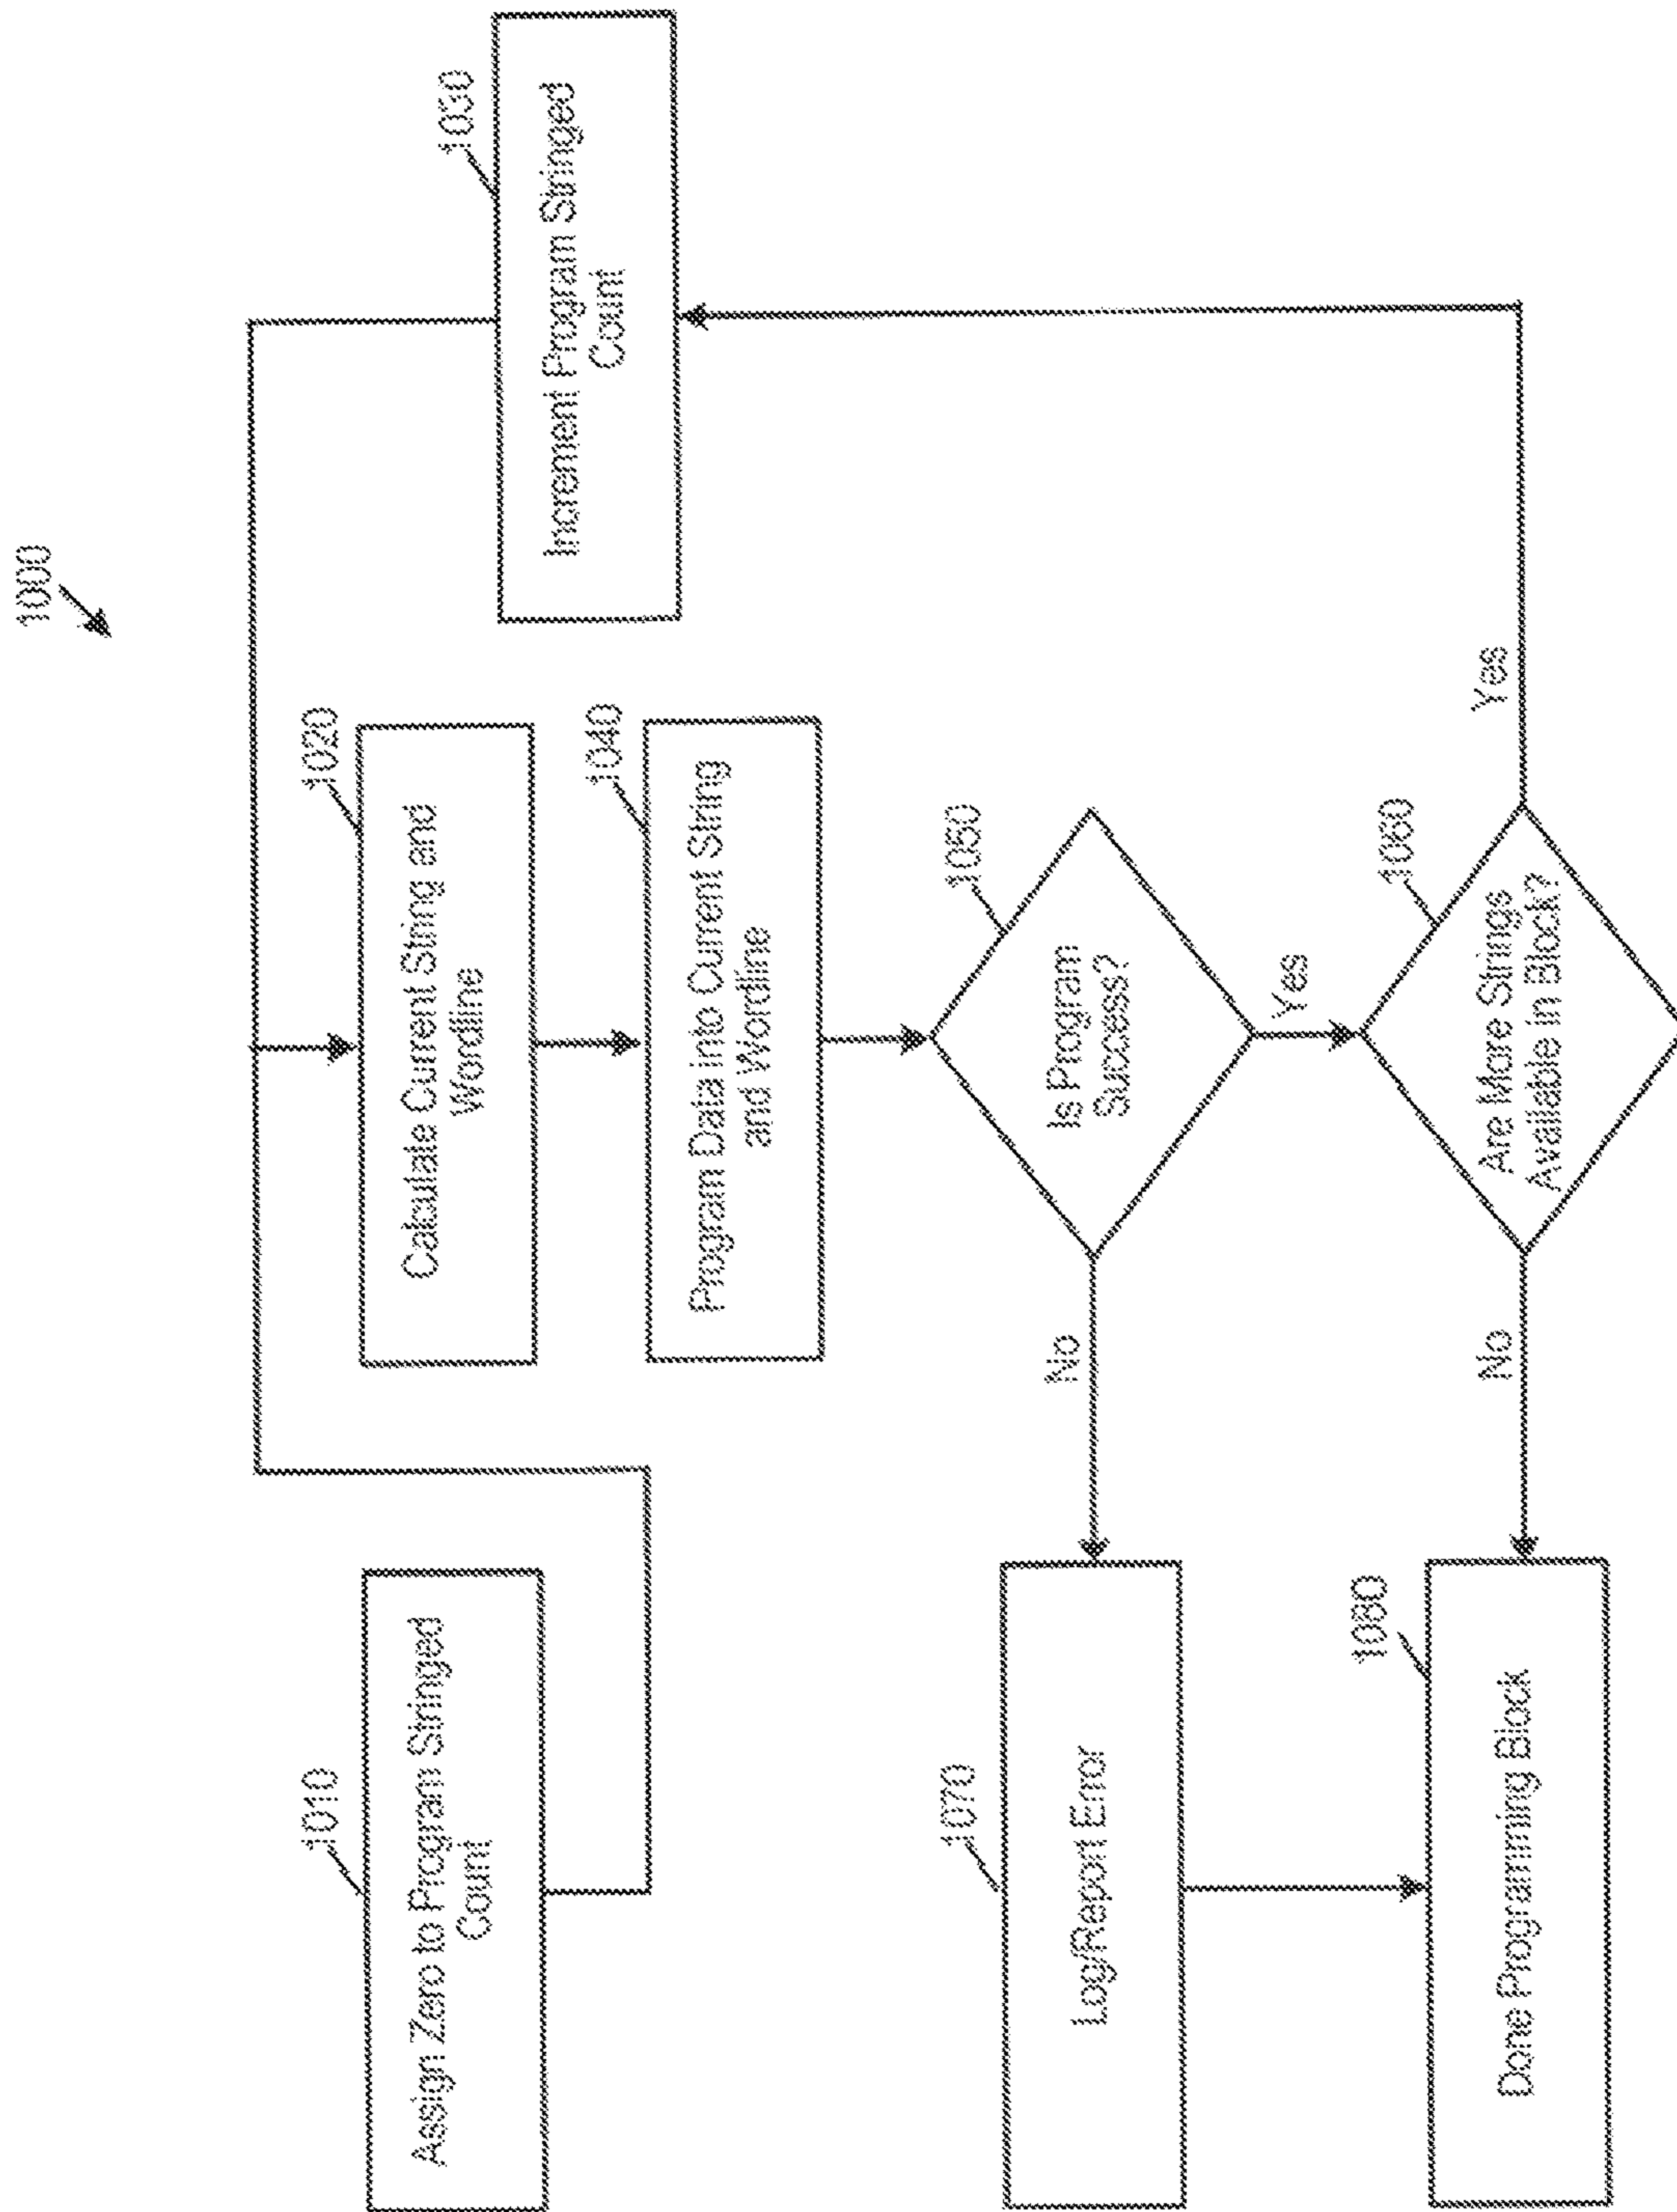 1000
1010
Assign Zero to Program Stringed
Count
1020
Calculate Current String and
Wordline
1030
Increment Program Stringed
Count
1040
Program Data into Current String
and Wordline
1050
Is Program
Success?
No
Yes
1060
Are More Strings
Available in Block?
No
Yes
1070
Log/Report Error
1080
Done Programming Block